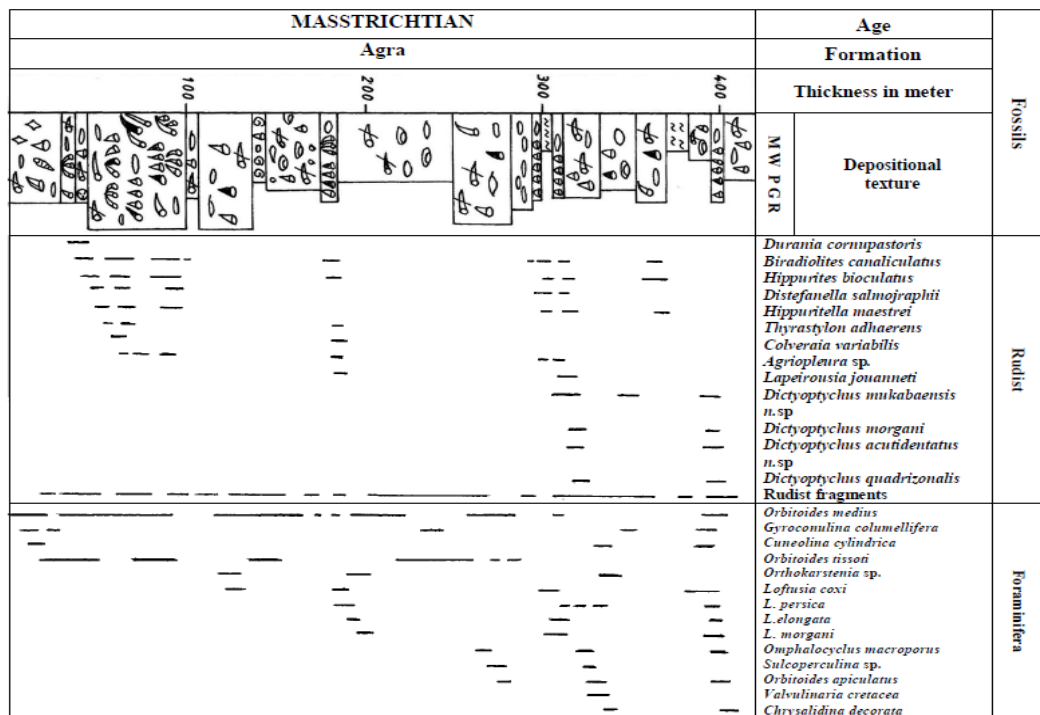 MASSTRICHTIAN Age
Agra Formation
100 200 300 400 Thickness in meter
Fossils
M W P G R Depositional
texture
Durania cornupastoris
Biradiolites canaliculatus
Hippurites bioculatus
Distefanella salmojraphii
Hippuritella maestrei
Thyrastylon adhaerens
Colveraia variabilis
Agriopleura sp.
Lapeirousia jouanneti
Dictyoptychus mukabaensis
n.sp
Dictyoptychus morgani
Dictyoptychus acutidentatus
n.sp
Dictyoptychus quadrizonalis
Rudist fragments
Rudist
Orbitoides medius
Gyroconulina columellifera
Cuneolina cylindrica
Orbitoides tissoti
Orthokarstenia sp.
Loftusia coxi
L. persica
L.elongata
L. morgani
Omphalocyclus macroporus
Sulcoperculina sp.
Orbitoides apiculatus
Valvulinaria cretacea
Chrysalidina decorata
Foraminifera